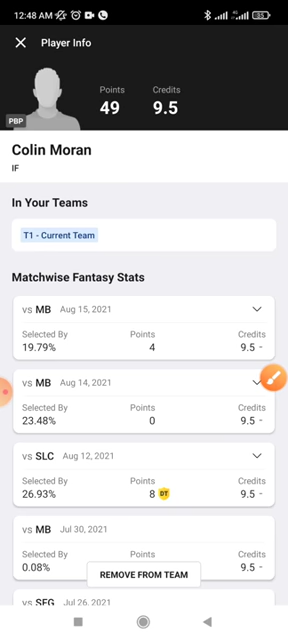 12:48 AM
85
Player Info
Points
Credits
49
9.5
PBP
Colin Moran
IF
In Your Teams
T1 - Current Team
Matchwise Fantasy Stats
vs MB Aug 15, 2021
Selected By Points Credits
19.79% 4 9.5 -
vs MB Aug 14, 2021
Selected By Points Credits
23.48% 0 9.5 -
vs SLC Aug 12, 2021
Selected By Points Credits
26.93% 8 DT 9.5 -
vs MB Jul 30, 2021
Selected By Points Credits
0.08% 9.5 -
REMOVE FROM TEAM
vs SFG Jul 26, 2021